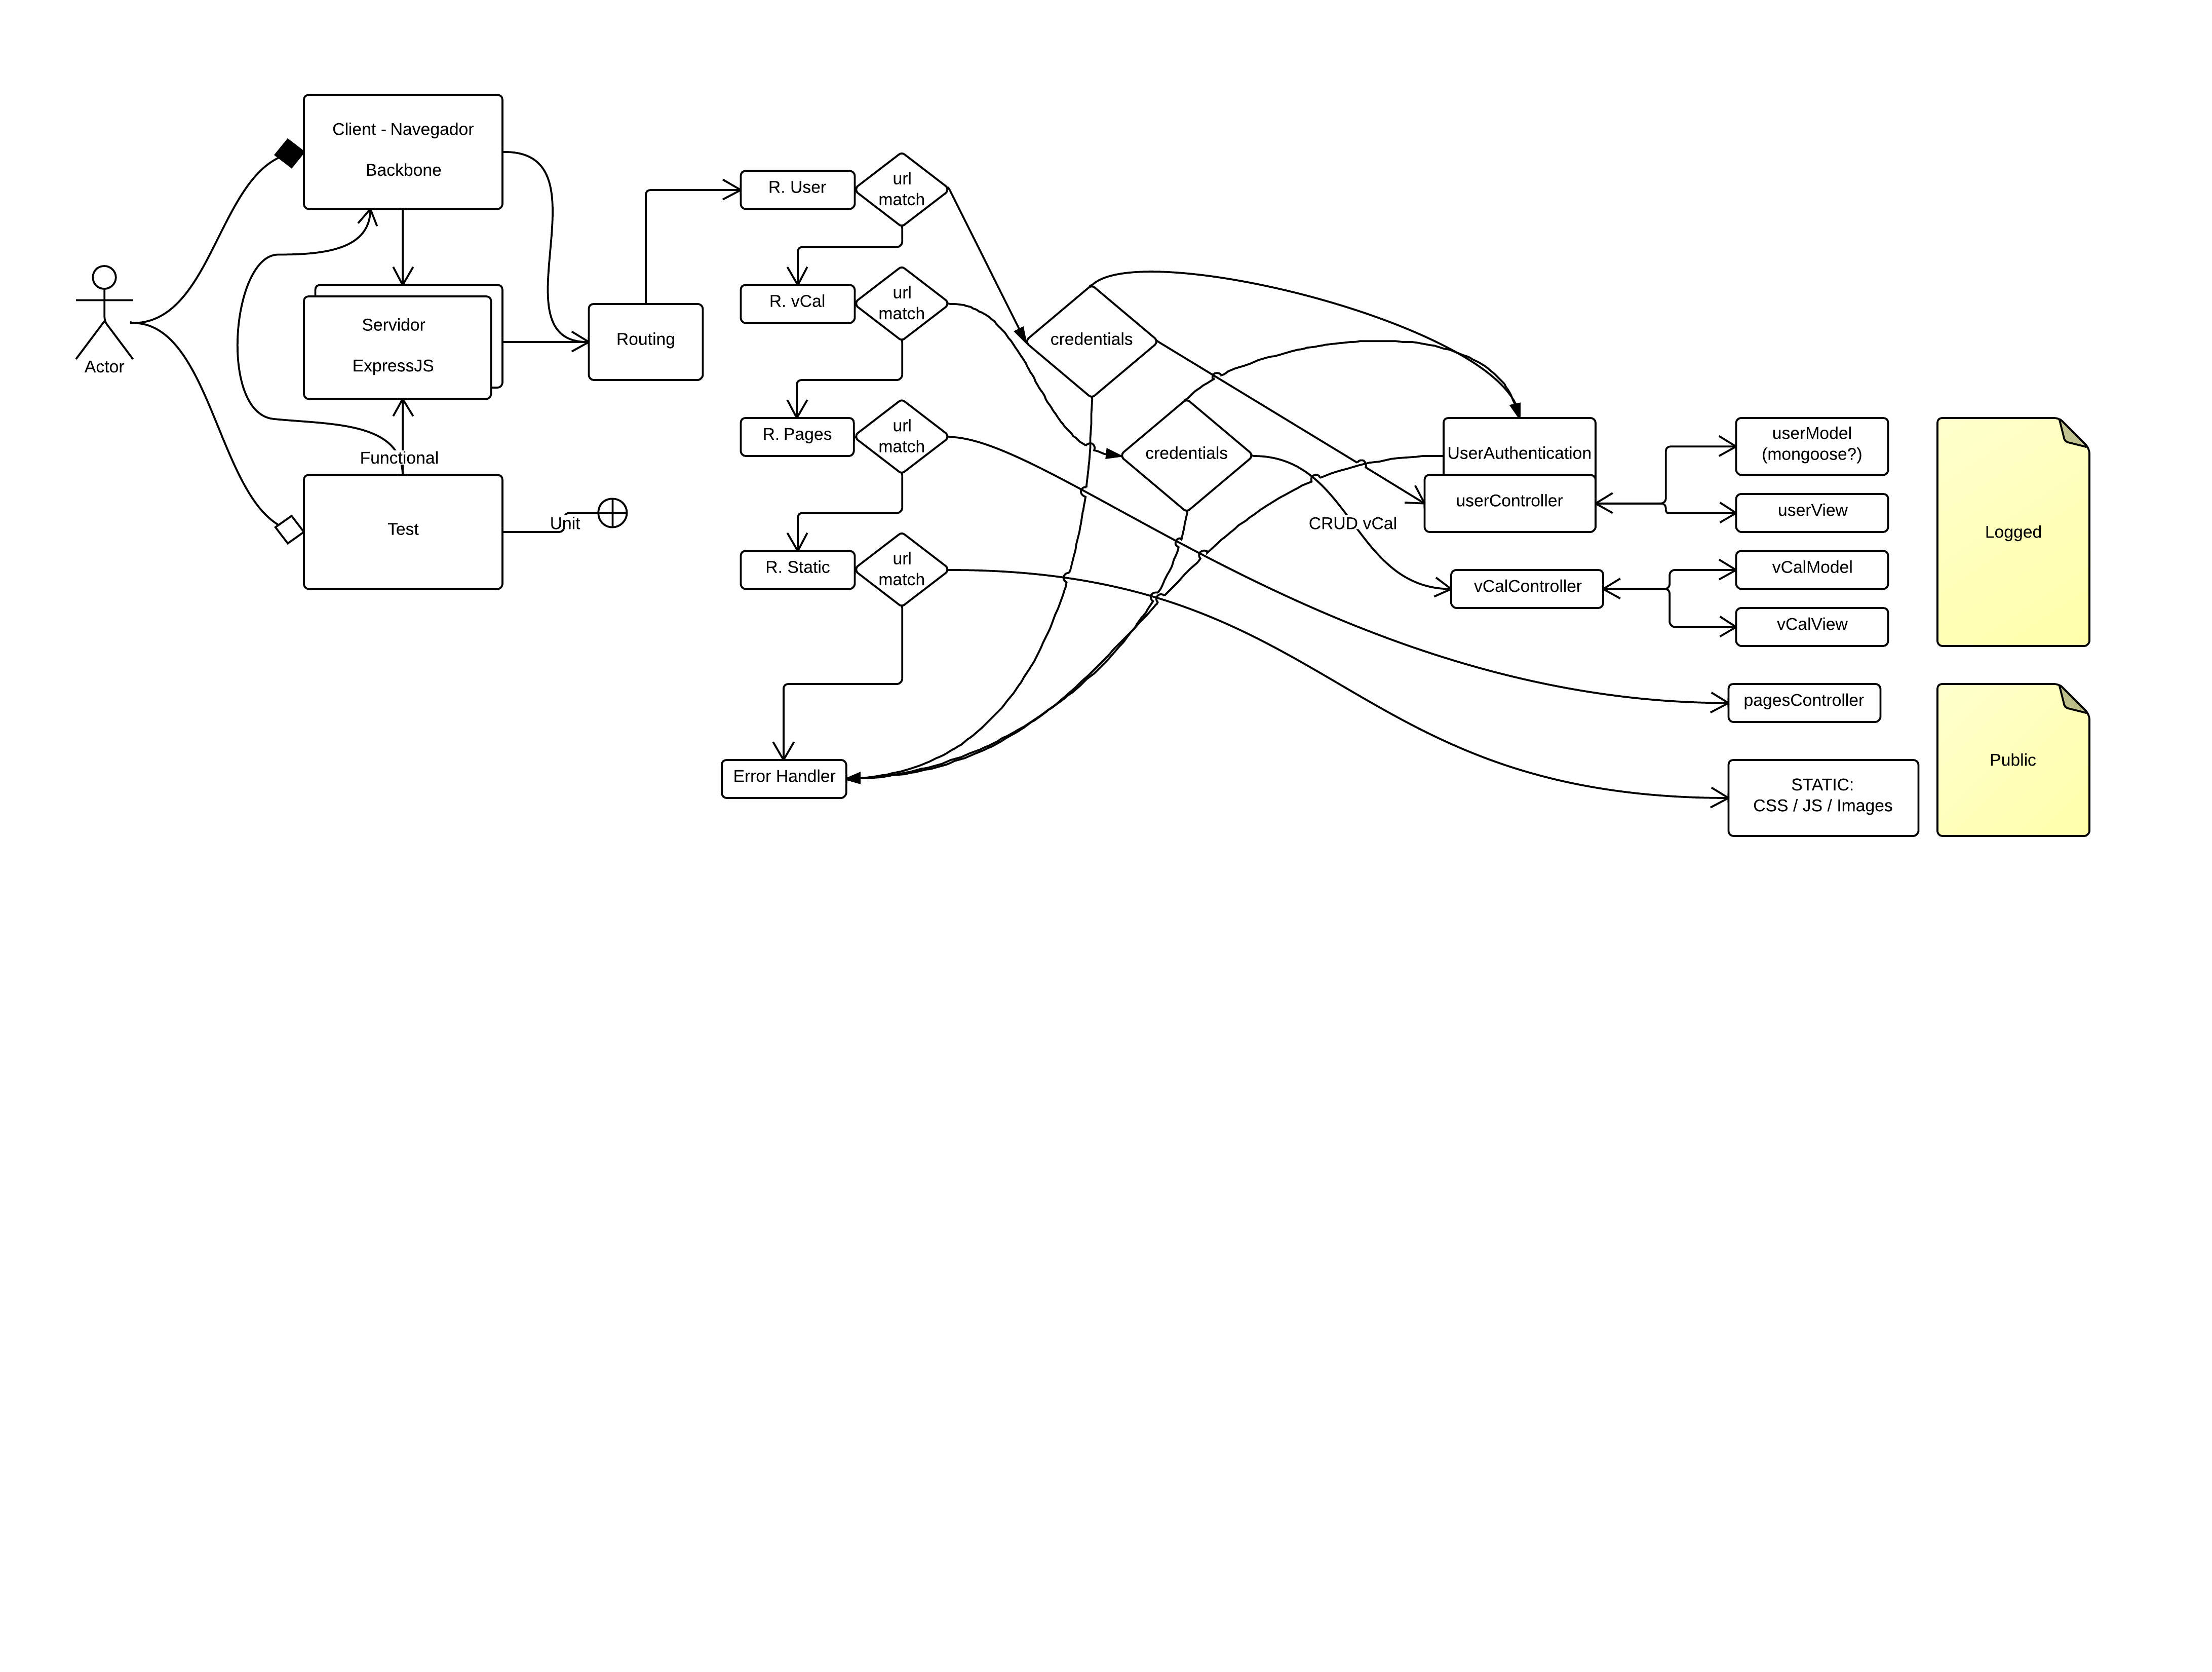 Client - Navegador
Backbone
Actor
Servidor
ExpressJS
Functional
Test
Unit
Routing
R. User
url
match
R. vCal
url
match
R. Pages
url
match
R. Static
url
match
Error Handler
credentials
credentials
CRUD vCal
UserAuthentication
userController
vCalController
userModel
(mongoose?)
userView
vCalModel
vCalView
pagesController
STATIC:
CSS / JS / Images
Logged
Public